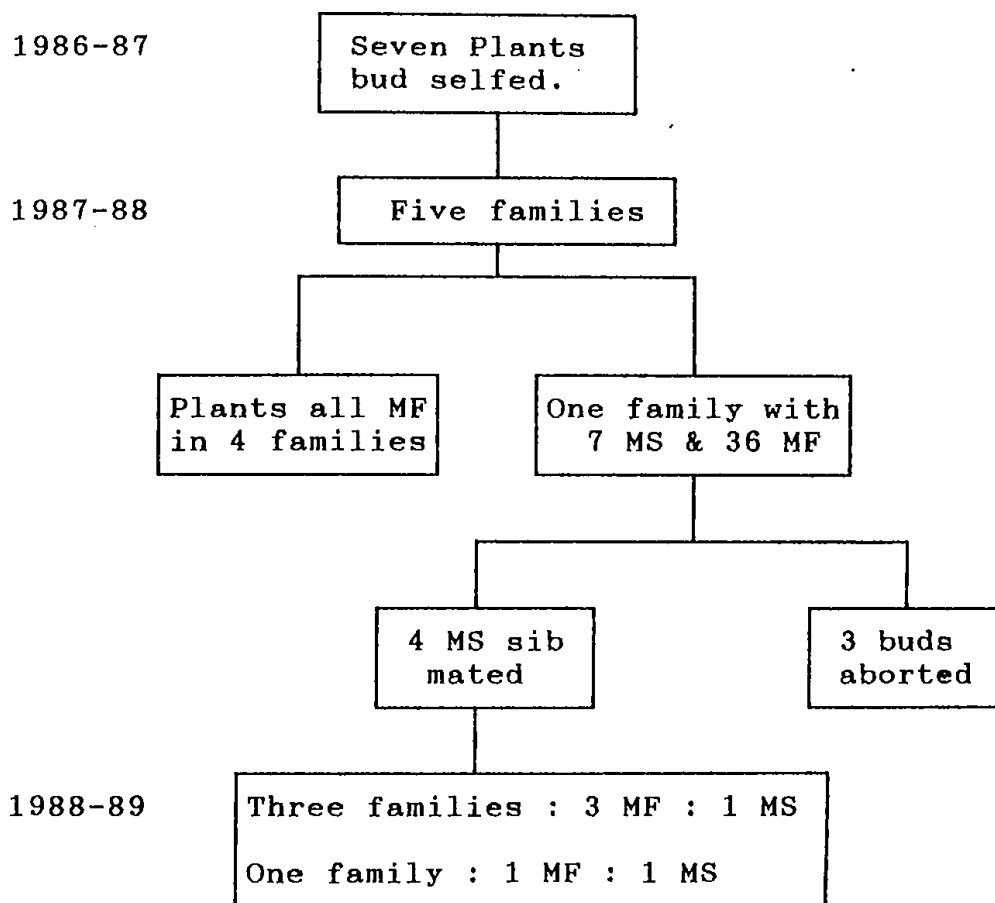 1986-87
Seven Plants
bud selfed.
1987-88
Five families
Plants all MF
in 4 families
One family with
7 MS & 36 MF
4 MS sib
mated
3 buds
aborted
1988-89
Three families : 3 MF : 1 MS
One family : 1 MF : 1 MS